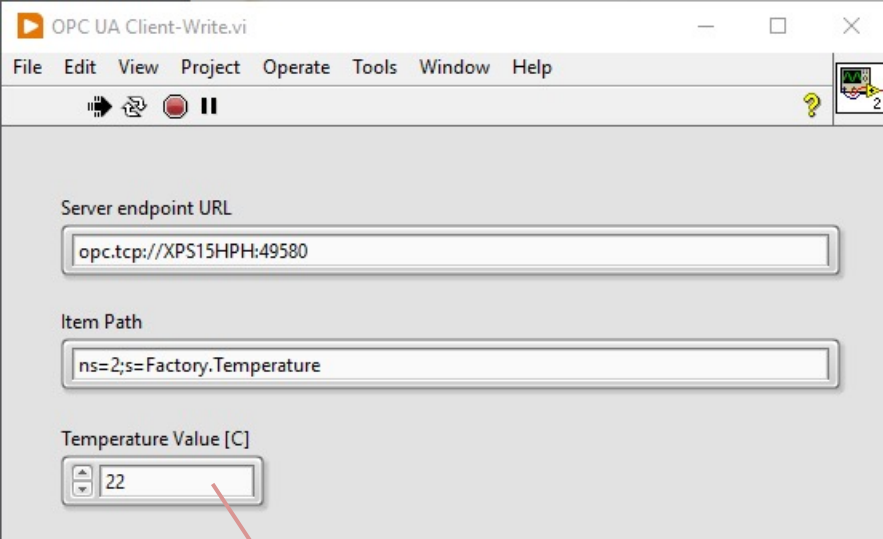 OPC UA Client-Write.vi
File Edit View Project Operate Tools Window Help
?
2
Server endpoint URL
opc.tcp://XPS15HPH:49580
Item Path
ns=2;s=Factory.Temperature
Temperature Value [C]
22